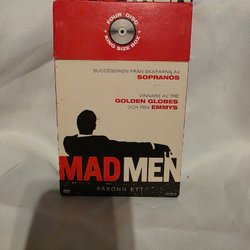 FOUR DISC
KING SIZE BOX
SUCCÉSERIEN FRÅN SKAPARNA AV
SOPRANOS
VINNARE AV TRE
GOLDEN GLOBES
OCH FEM EMMYS
MAD MEN
SÄSONG ETT